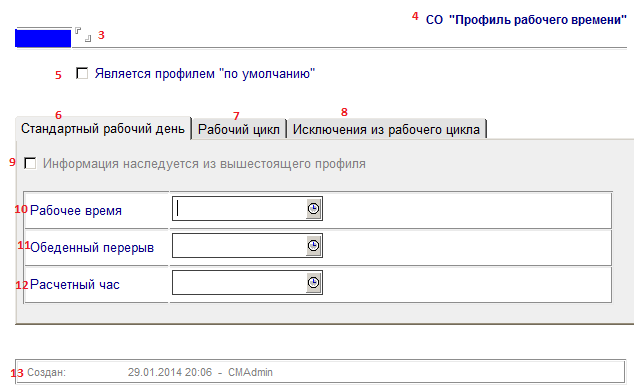 4 СО "Профиль рабочего времени"
3
5 Является профилем "по умолчанию"
6 7 8
Стандартный рабочий день Рабочий цикл Исключения из рабочего цикла
9 Информация наследуется из вышестоящего профиля
10 Рабочее время
11 Обеденный перерыв
12 Расчетный час
13 Создан: 29.01.2014 20:06 - CMAdmin